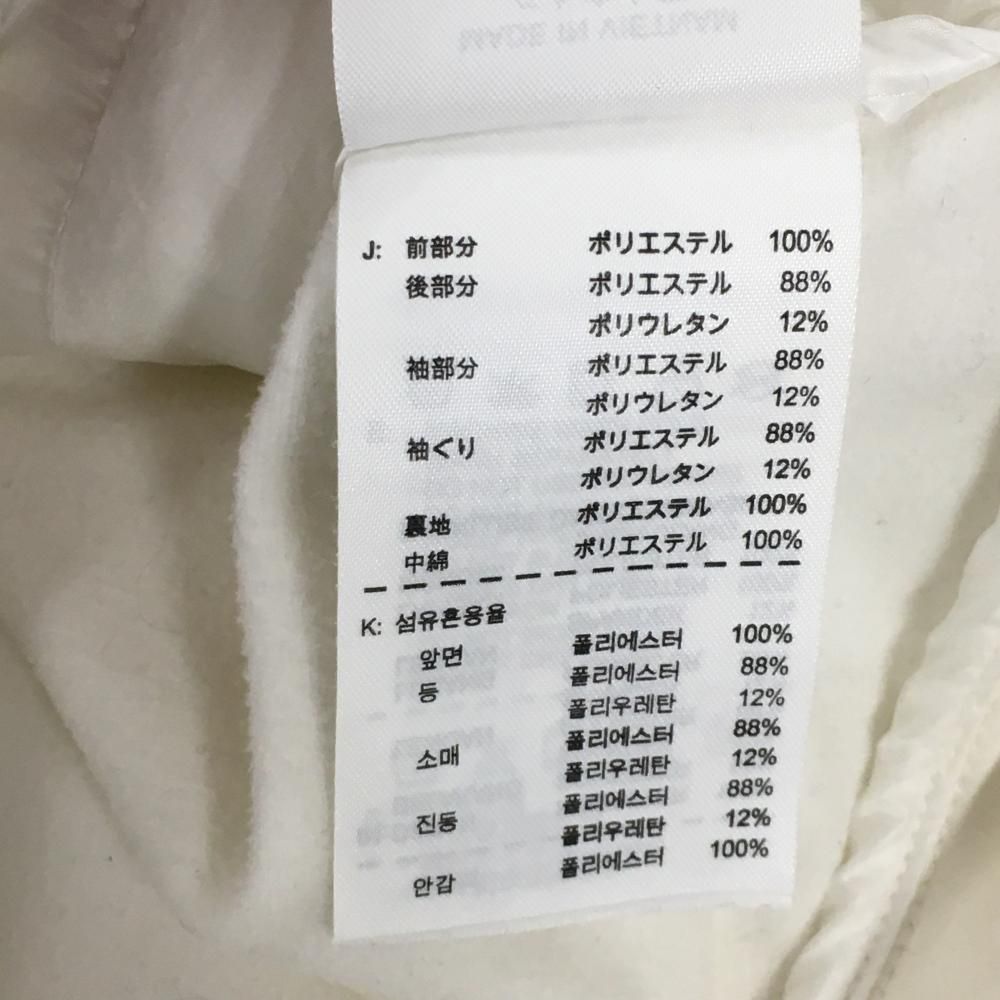 MADE IN VIETNAM
J: 前部分 ポリエステル 100%
後部分 ポリエステル 88%
ポリウレタン 12%
袖部分 ポリエステル 88%
ポリウレタン 12%
袖ぐり ポリエステル 88%
ポリウレタン 12%
裏地 ポリエステル 100%
中綿 ポリエステル 100%
K: 섬유혼용율
앞면 폴리에스터 100%
등 폴리에스터 88%
폴리우레탄 12%
소매 폴리에스터 88%
폴리우레탄 12%
진동 폴리에스터 88%
폴리우레탄 12%
안감 폴리에스터 100%